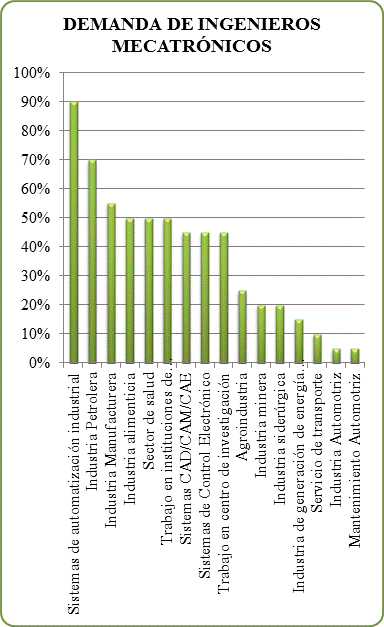 DEMANDA DE INGENIEROS
MECATRÓNICOS
100%
90%
80%
70%
60%
50%
40%
30%
20%
10%
0%
Sistemas de automatización industrial
Industria Petrolera
Industria Manufacturera
Industria alimenticia
Sector de salud
Trabajo en instituciones de…
Sistemas CAD/CAM/CAE
Sistemas de Control Electrónico
Trabajo en centro de investigación
Agroindustria
Industria minera
Industria siderúrgica
Industria de generación de energía…
Servicio de transporte
Industria Automotriz
Mantenimiento Automotriz